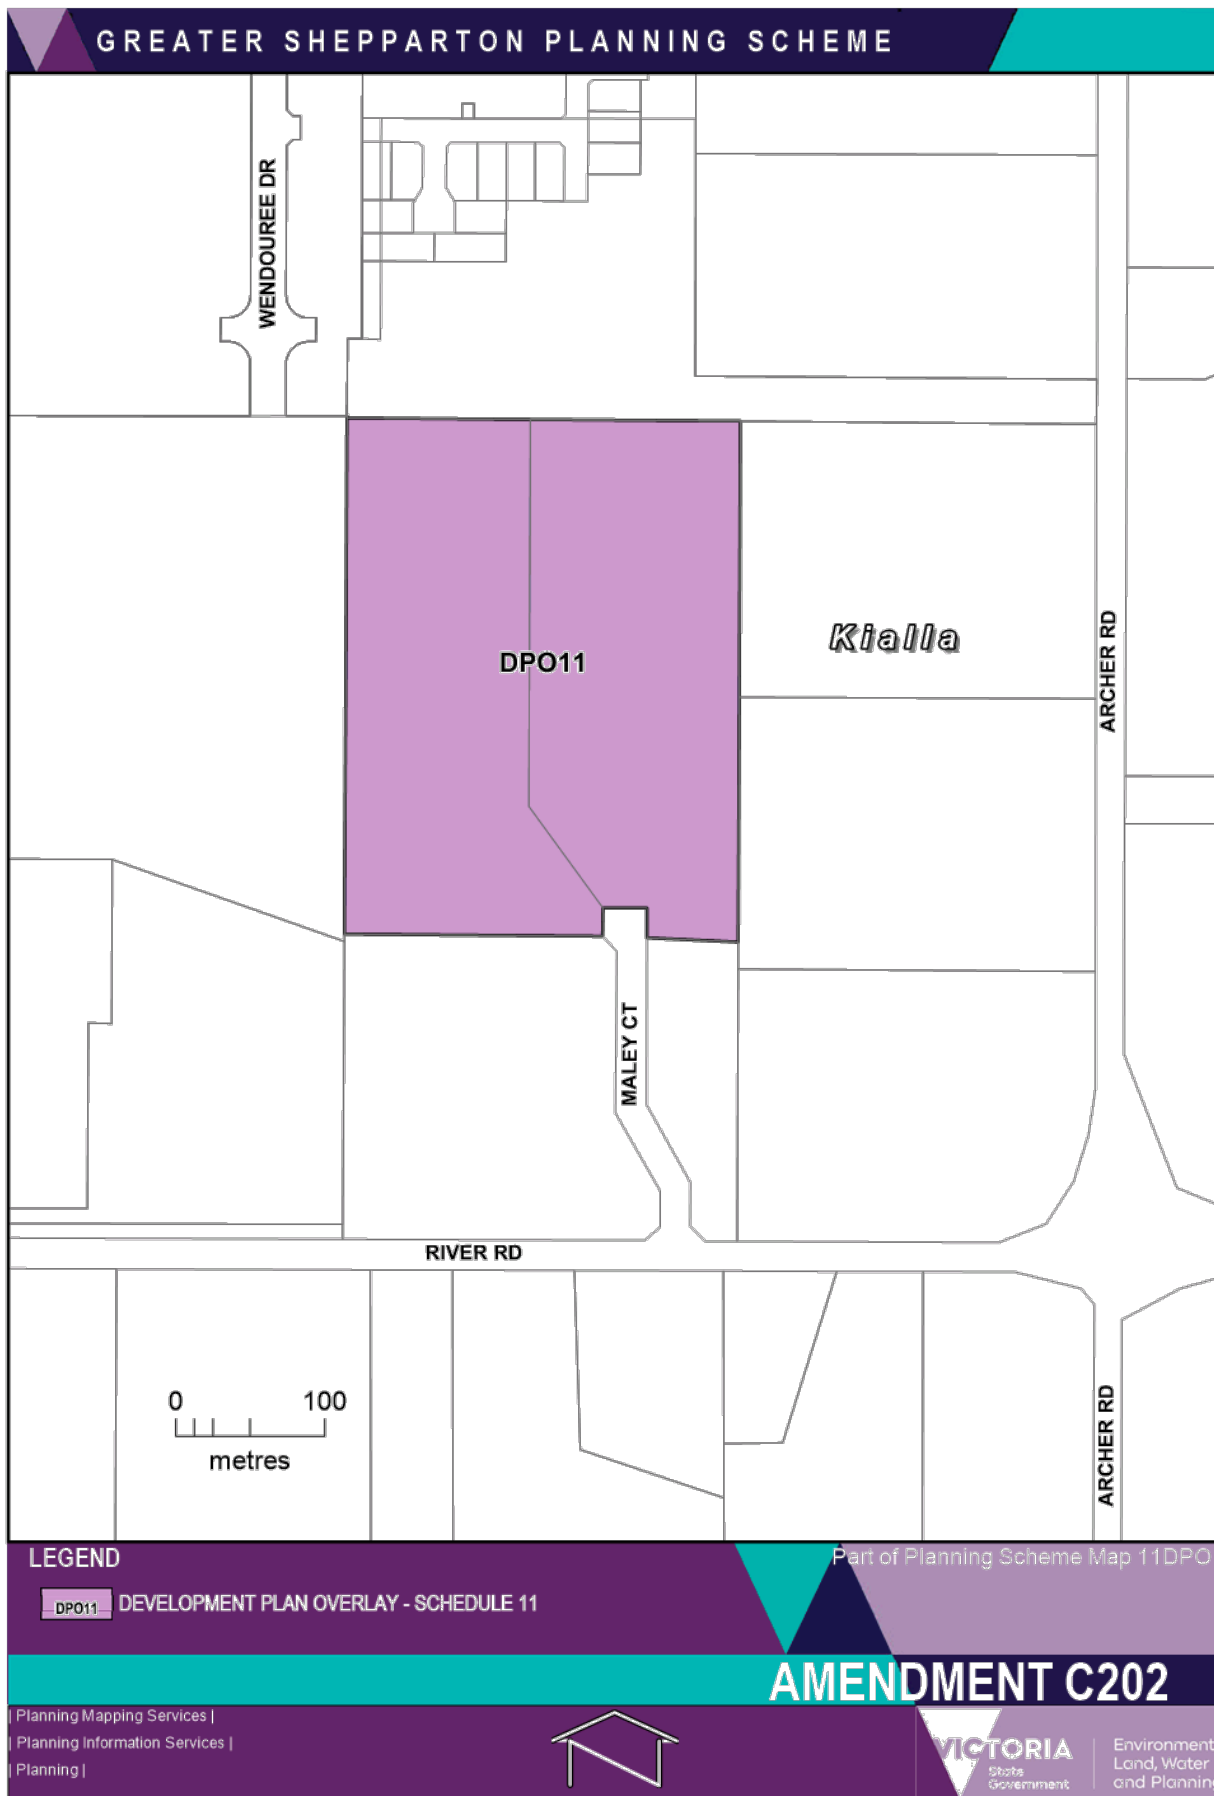 GREATER SHEPPARTON PLANNING SCHEME
WENDOUREE DR
DPO11
Kialla
ARCHER RD
MALEY CT
RIVER RD
0 100
metres
ARCHER RD
LEGEND
Part of Planning Scheme Map 11DPO
DPO11 DEVELOPMENT PLAN OVERLAY - SCHEDULE 11
AMENDMENT C202
| Planning Mapping Services |
| Planning Information Services |
| Planning |
VICTORIA
State
Government
Environment
Land, Water
and Planning